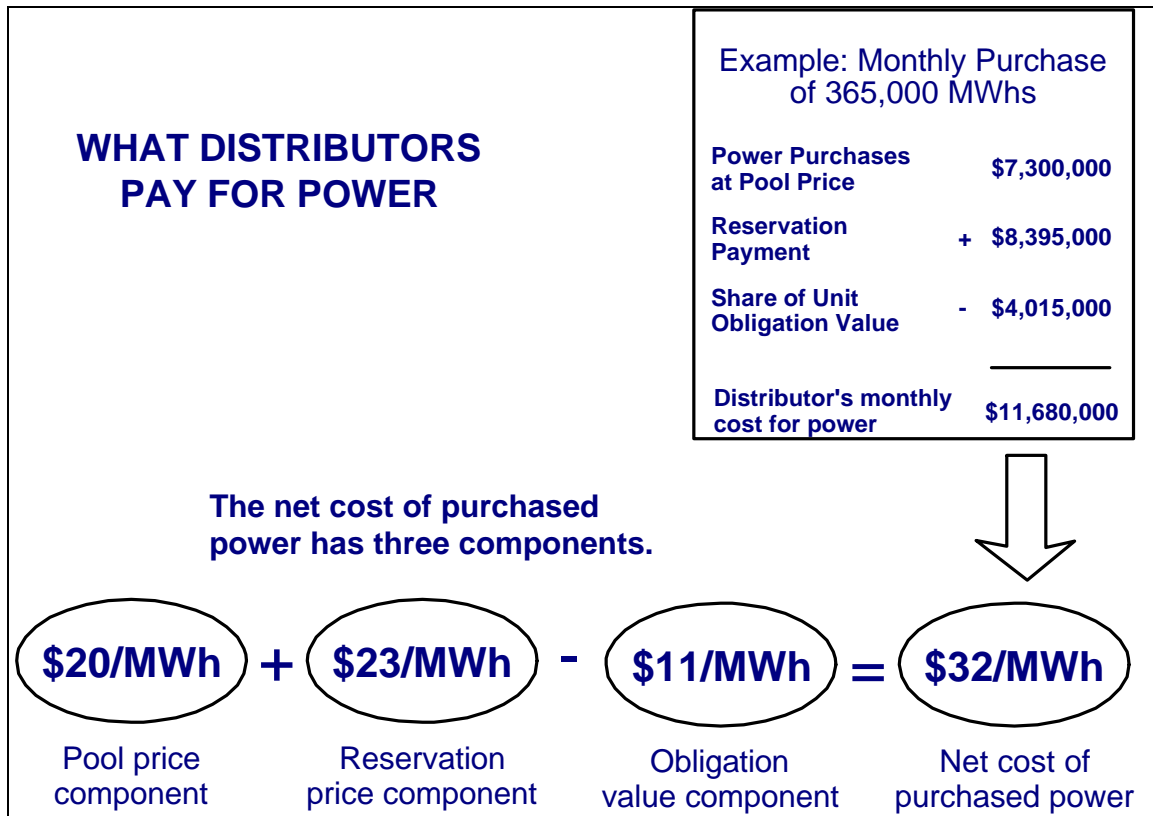 WHAT DISTRIBUTORS
PAY FOR POWER
Example: Monthly Purchase
of 365,000 MWhs
Power Purchases
at Pool Price $7,300,000
Reservation
Payment + $8,395,000
Share of Unit
Obligation Value - $4,015,000
Distributor's monthly
cost for power $11,680,000
The net cost of purchased
power has three components.
$20/MWh + $23/MWh - $11/MWh = $32/MWh
Pool price
component
Reservation
price component
Obligation
value component
Net cost of
purchased power